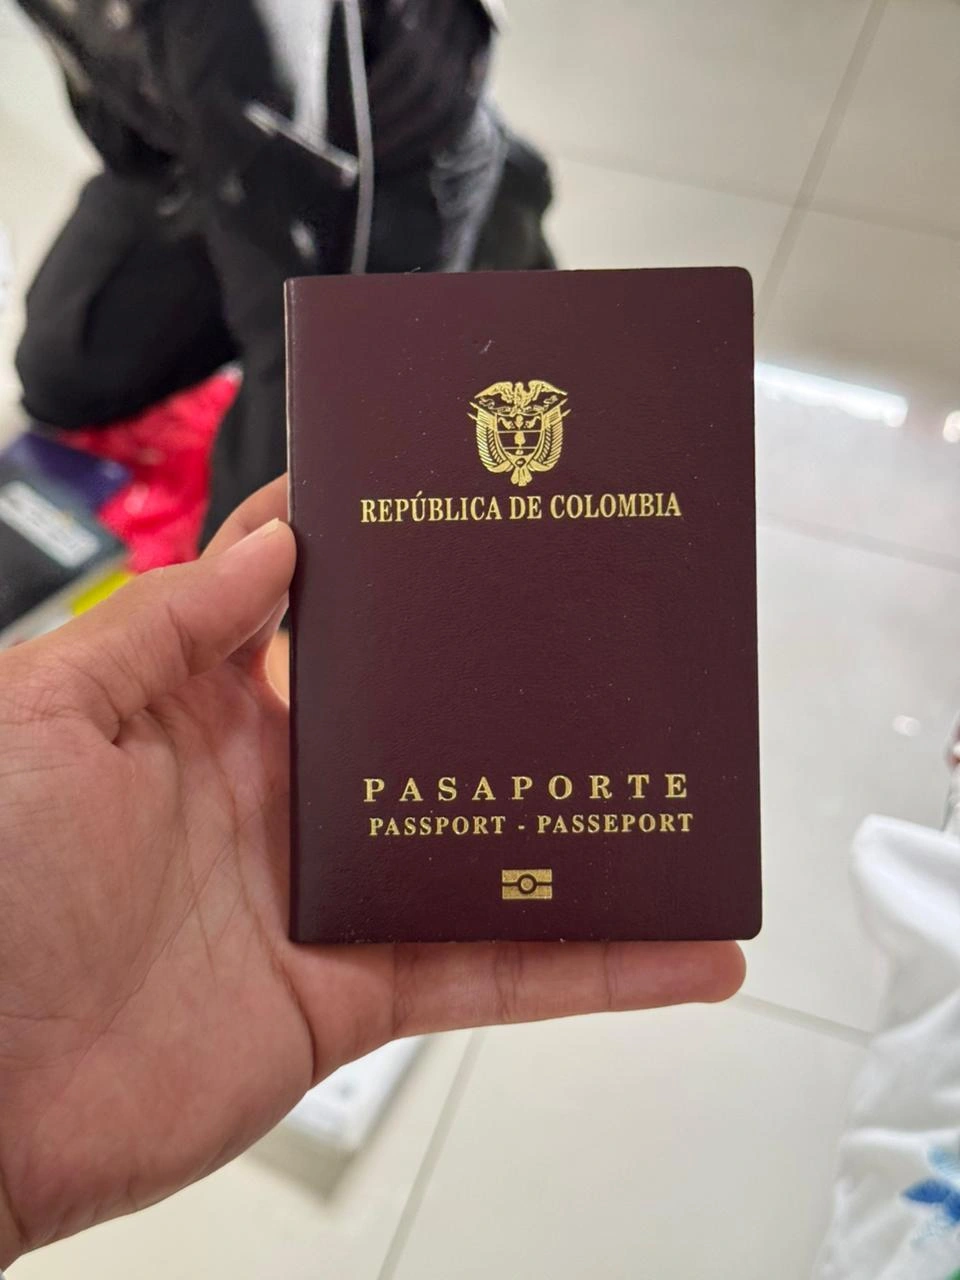 REPÚBLICA DE COLOMBIA
PASAPORTE
PASSPORT - PASSEPORT